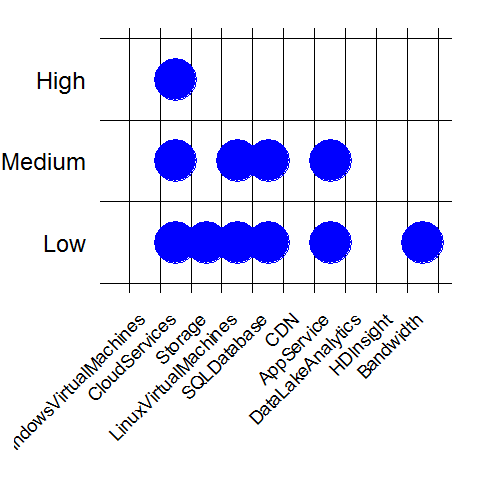 High
Medium
Low
ndowsVirtualMachines
CloudServices
Storage
LinuxVirtualMachines
SQLDatabase
CDN
AppService
DataLakeAnalytics
HDInsight
Bandwidth